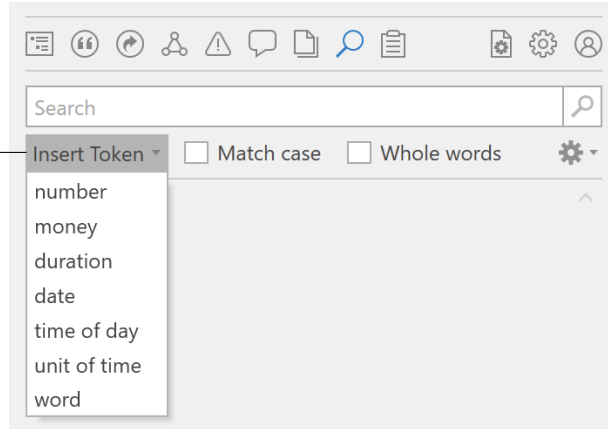 Search
Insert Token Match case Whole words
number
money
duration
date
time of day
unit of time
word